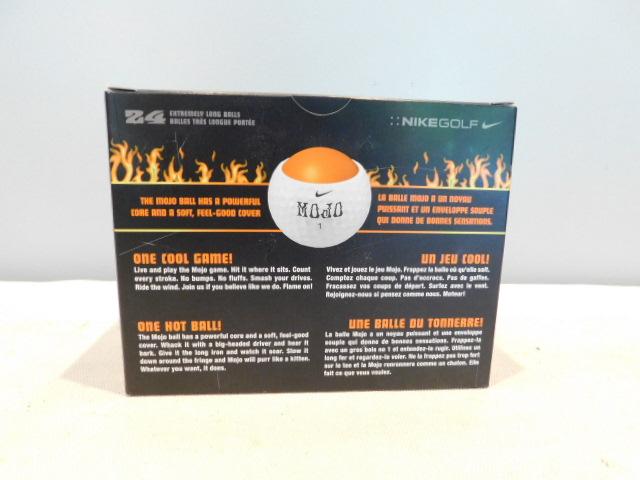 24 EXTREMELY LONG BALLS
BALLES TRÈS LONGUE PORTÉE
NIKEGOLF
MOJO
1
THE MOJO BALL HAS A POWERFUL
CORE AND A SOFT, FEEL-GOOD COVER
LA BALLE MOJO A UN NOYAU
PUISSANT ET UN ENVELOPPE SOUPLE
QUI DONNE DE BONNES SENSATIONS.
ONE COOL GAME!
Live and play the Mojo game. Hit it where it sits. Count
every stroke. No bumps. No fluffs. Smash your drives.
Ride the wind. Join us if you believe like we do. Flame on!
UN JEU COOL!
Vivez et jouez le jeu Mojo. Frappez la balle où qu'elle soit.
Comptez chaque coup. Pas d'accrocs. Pas de gaffes.
Fracassez vos coups de départ. Surfez avec le vent.
Rejoignez-nous si pensez comme nous. Moteur!
ONE HOT BALL!
The Mojo ball has a powerful core and a soft, feel-good
cover. Whack it with a big-headed driver and hear it
bark. Give it the long iron and watch it soar. Slow it
down around the fringe and Mojo will purr like a kitten.
Whatever you want, it does.
UNE BALLE DU TONNERRE!
La balle Mojo a un noyau puissant et une enveloppe
souple qui donne de bonnes sensations. Frappez-la
avec un gros bois no 1 et entendez-le rugir. Utilisez un
long fer et regardez-le voler. Ne la frappez pas trop fort
sur le tee et la Mojo ronronnera comme un chaton. Elle
fait ce que vous voulez.